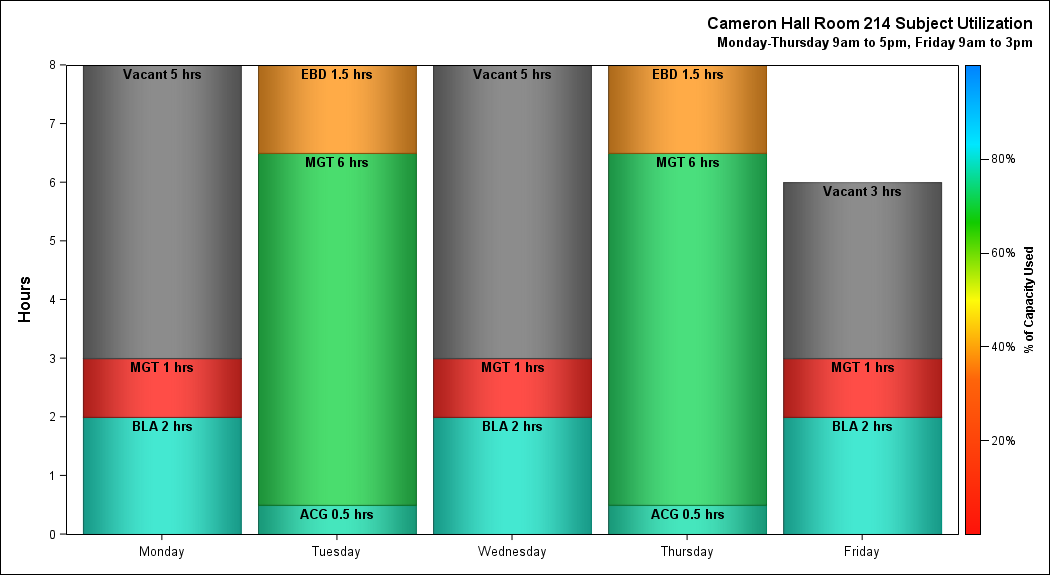 Cameron Hall Room 214 Subject Utilization
Monday-Thursday 9am to 5pm, Friday 9am to 3pm
Hours
8
7
6
5
4
3
2
1
0
Vacant 5 hrs
MGT 1 hrs
BLA 2 hrs
EBD 1.5 hrs
MGT 6 hrs
ACG 0.5 hrs
Vacant 5 hrs
MGT 1 hrs
BLA 2 hrs
EBD 1.5 hrs
MGT 6 hrs
ACG 0.5 hrs
Vacant 3 hrs
MGT 1 hrs
BLA 2 hrs
Monday
Tuesday
Wednesday
Thursday
Friday
80%
60%
40%
20%
% of Capacity Used